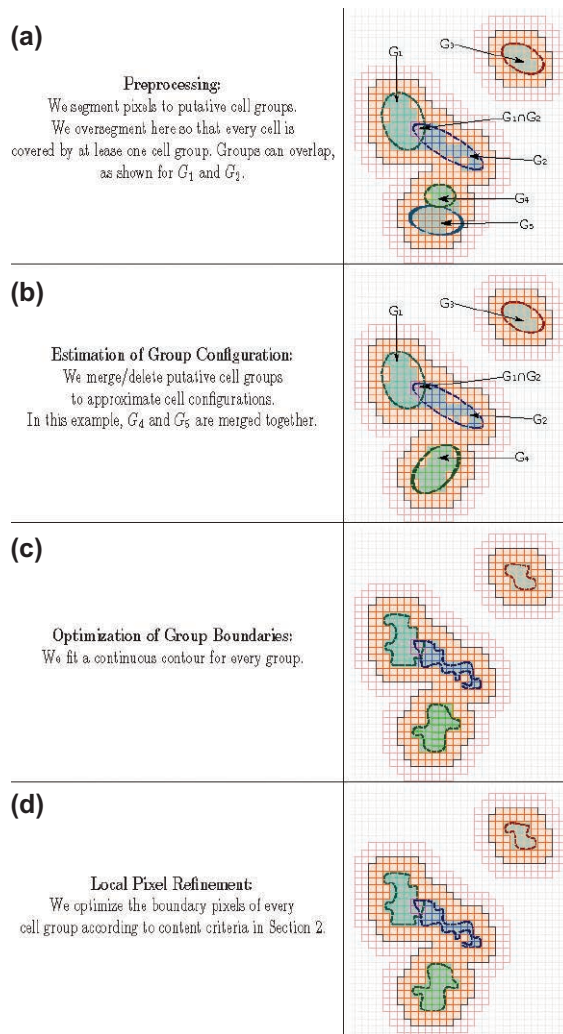 (a)
Preprocessing:
We segment pixels to putative cell groups.
We oversegment here so that every cell is
covered by at lease one cell group. Groups can overlap,
as shown for G₁ and G₂.
G₁
G₃
G₁∩G₂
G₂
G₄
G₅
(b)
Estimation of Group Configuration:
We merge/delete putative cell groups
to approximate cell configurations.
In this example, G₄ and G₅ are merged together.
G₁
G₃
G₁∩G₂
G₂
G₄
(c)
Optimization of Group Boundaries:
We fit a continuous contour for every group.
(d)
Local Pixel Refinement:
We optimize the boundary pixels of every
cell group according to content criteria in Section 2.